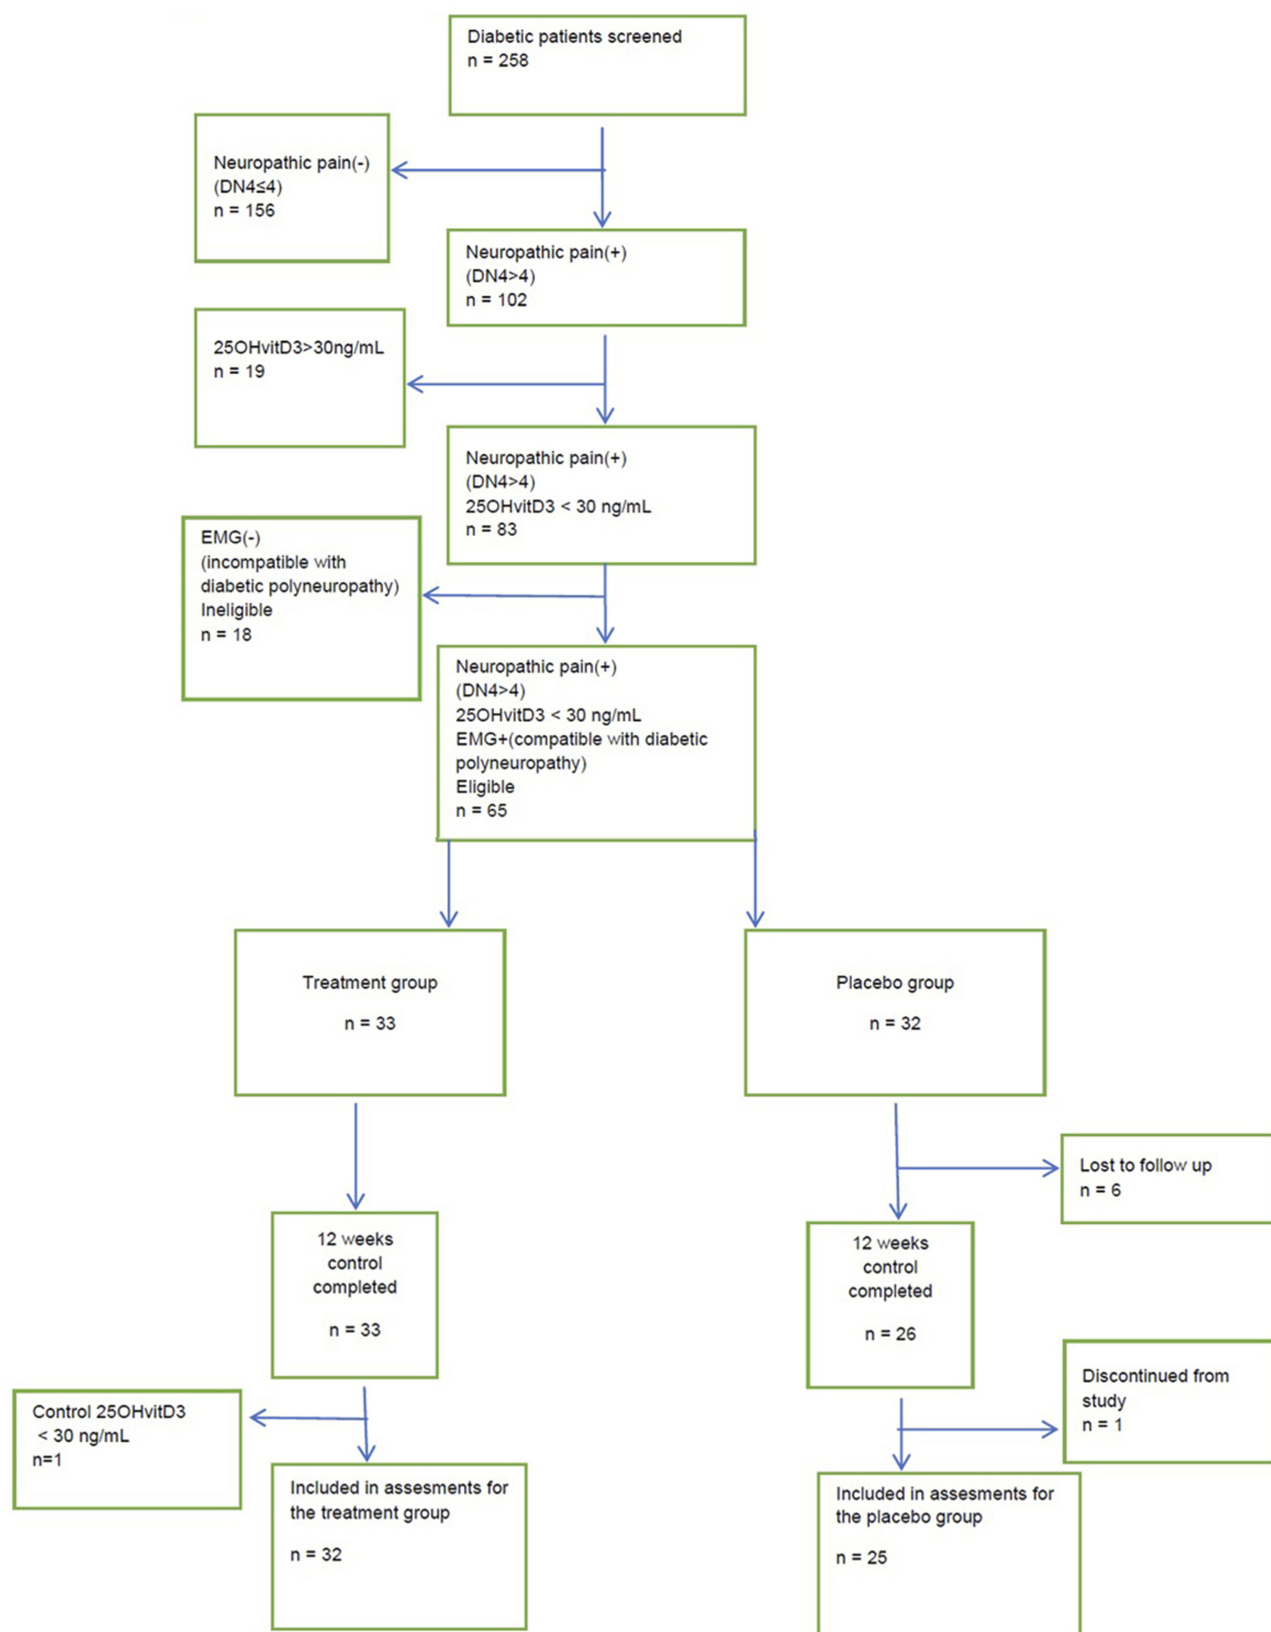 Diabetic patients screened
n = 258
Neuropathic pain(-)
(DN4≤4)
n = 156
Neuropathic pain(+)
(DN4>4)
n = 102
25OHvitD3>30ng/mL
n = 19
Neuropathic pain(+)
(DN4>4)
25OHvitD3 < 30 ng/mL
n = 83
EMG(-)
(incompatible with
diabetic polyneuropathy)
Ineligible
n = 18
Neuropathic pain(+)
(DN4>4)
25OHvitD3 < 30 ng/mL
EMG+(compatible with diabetic
polyneuropathy)
Eligible
n = 65
Treatment group
n = 33
Placebo group
n = 32
Lost to follow up
n = 6
12 weeks
control
completed
n = 33
12 weeks
control
completed
n = 26
Control 25OHvitD3
< 30 ng/mL
n=1
Discontinued from
study
n = 1
Included in assesments for
the treatment group
n = 32
Included in assesments for
the placebo group
n = 25